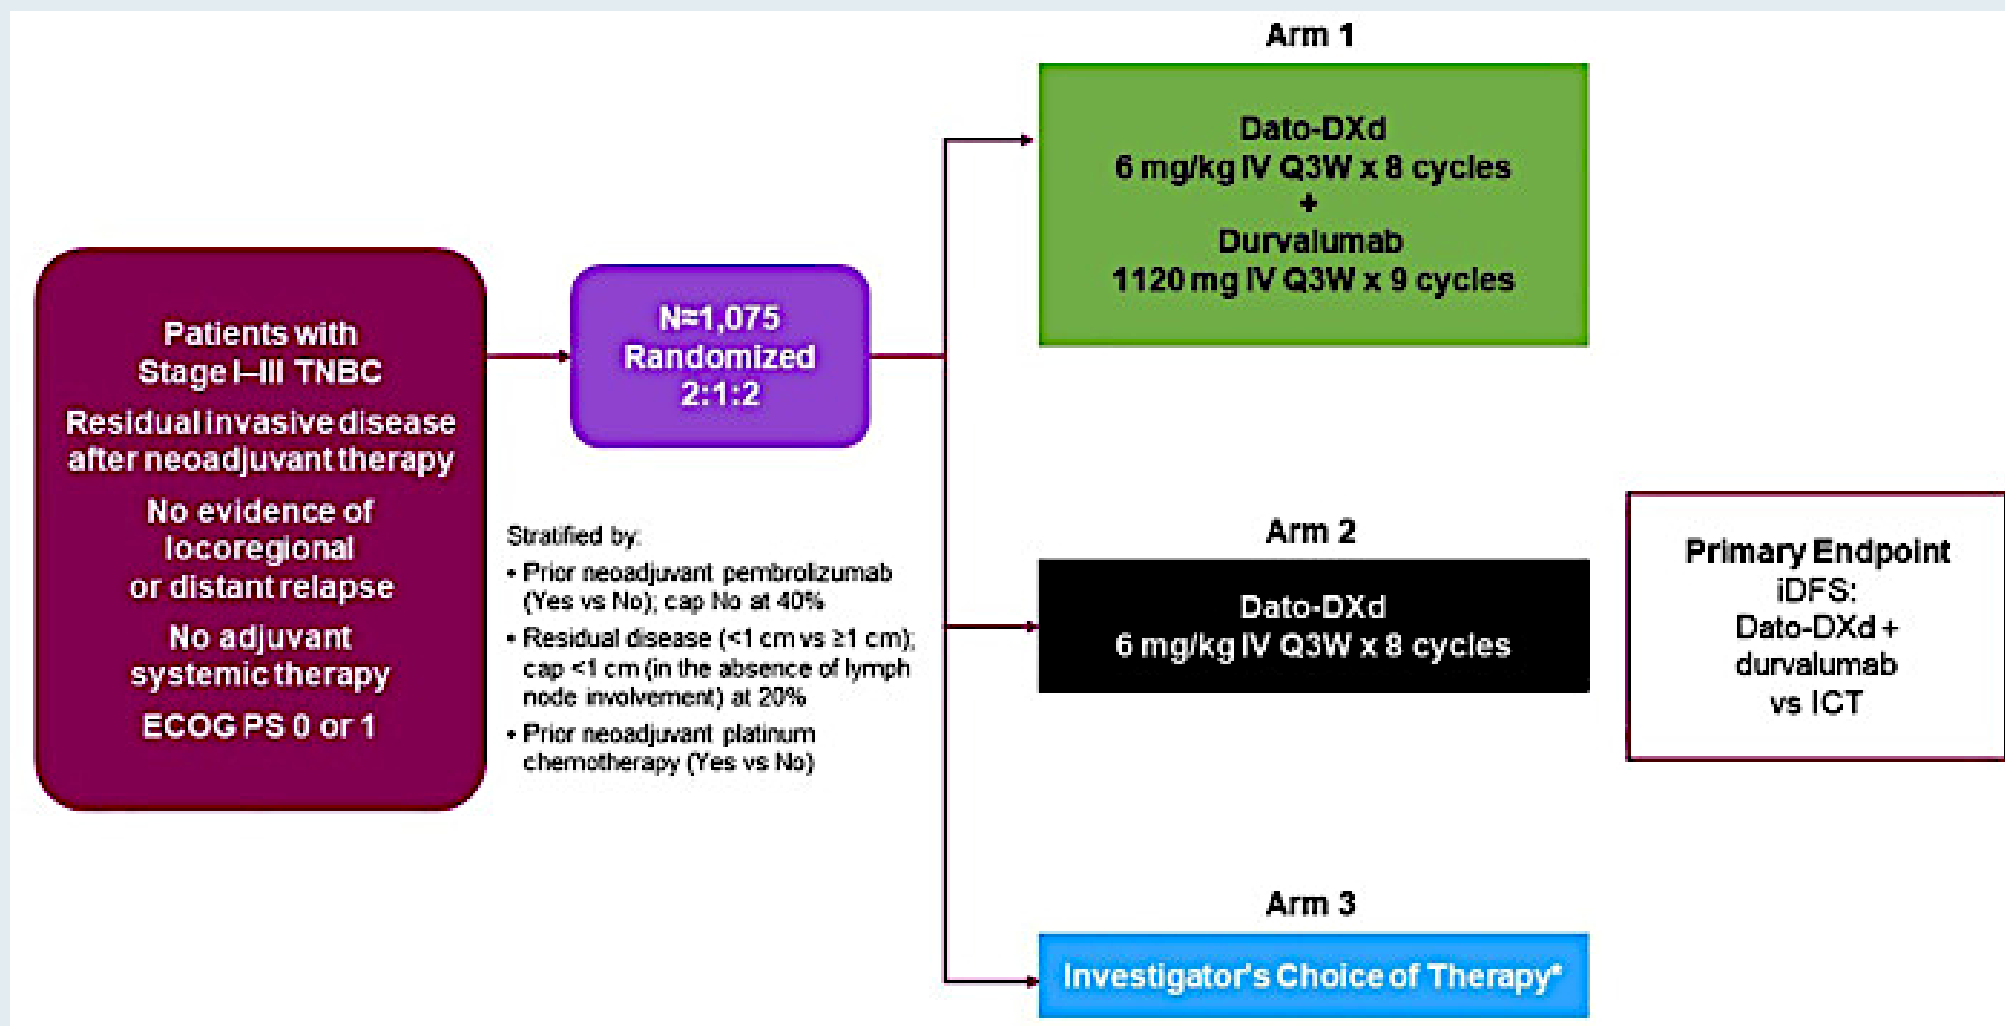 Patients with
Stage I–III TNBC
Residual invasive disease
after neoadjuvant therapy
No evidence of
locoregional
or distant relapse
No adjuvant
systemic therapy
ECOG PS 0 or 1
N≈1,075
Randomized
2:1:2
Stratified by:
• Prior neoadjuvant pembrolizumab
(Yes vs No); cap No at 40%
• Residual disease (<1 cm vs ≥1 cm);
cap <1 cm (in the absence of lymph
node involvement) at 20%
• Prior neoadjuvant platinum
chemotherapy (Yes vs No)
Arm 1
Dato-DXd
6 mg/kg IV Q3W x 8 cycles
+
Durvalumab
1120 mg IV Q3W x 9 cycles
Arm 2
Dato-DXd
6 mg/kg IV Q3W x 8 cycles
Arm 3
Investigator's Choice of Therapy*
Primary Endpoint
iDFS:
Dato-DXd +
durvalumab
vs ICT